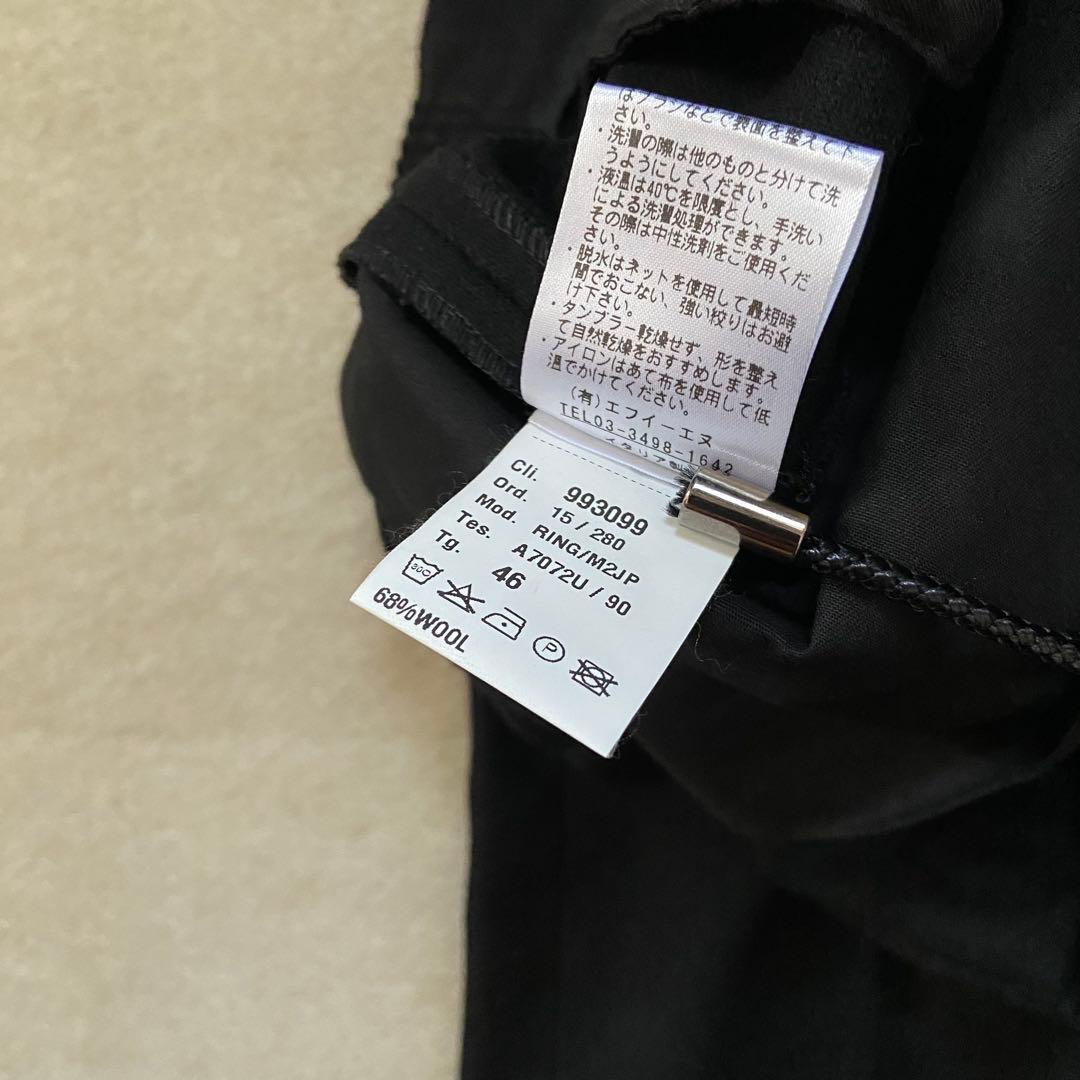 はブラシなどで表面を整えて下
さい。
・洗濯の際は他のものと分けて洗
うようにしてください。
・液温は40℃を限度とし、手洗い
による洗濯処理ができます。
その際は中性洗剤をご使用くだ
さい。
・脱水はネットを使用して最短時
間でおこない、強い絞りはお避
け下さい。
・タンブラー乾燥せず、形を整え
て自然乾燥をおすすめします。
・アイロンはあて布を使用して低
温でかけてください。
(有)エフイーエヌ
TEL03-3498-1642
イタリア製
Cli. 993099
Ord. 15 / 280
Mod. RING/M2JP
Tes. A7072U / 90
Tg. 46
30C P
68%WOOL